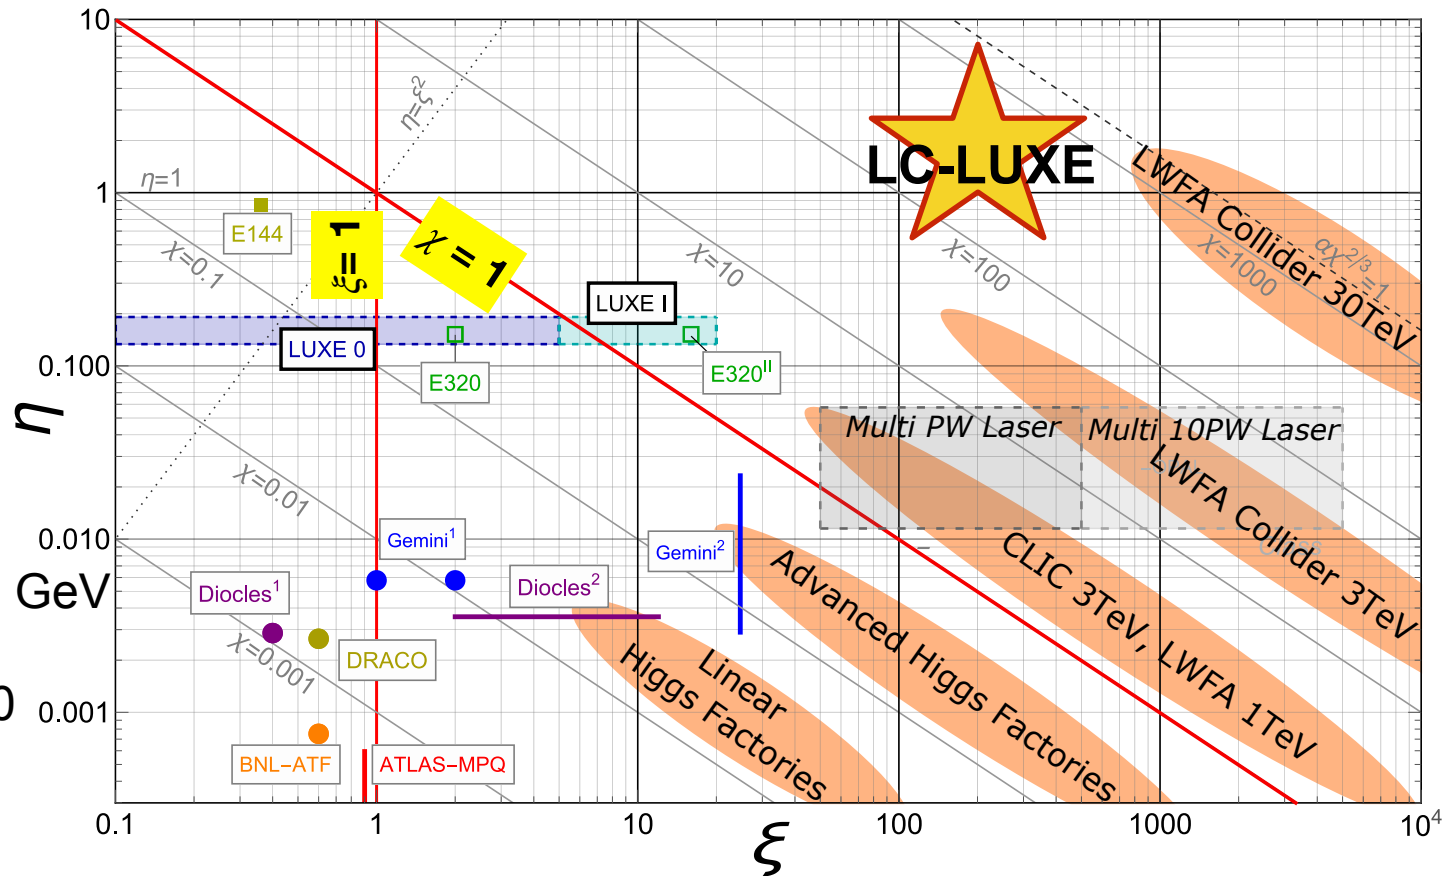 10
1
0.100
0.010
0.001
η
GeV
0
0.1
1
10
100
1000
10⁴
ξ
η=1
η=ξ²
E144
ξ = 1
χ = 1
χ=0.1
χ=10
χ=100
χ=1000
αχ²ᐟ³=1
LC-LUXE
LWFA Collider 30TeV
LUXE 0
LUXE I
E320
E320ᴵᴵ
Multi PW Laser
Multi 10PW Laser
LWFA Collider 3TeV
χ=0.01
Gemini¹
Gemini²
Diocles¹
Diocles²
DRACO
χ=0.001
BNL−ATF
ATLAS−MPQ
Linear
Higgs Factories
Advanced Higgs Factories
CLIC 3TeV, LWFA 1TeV